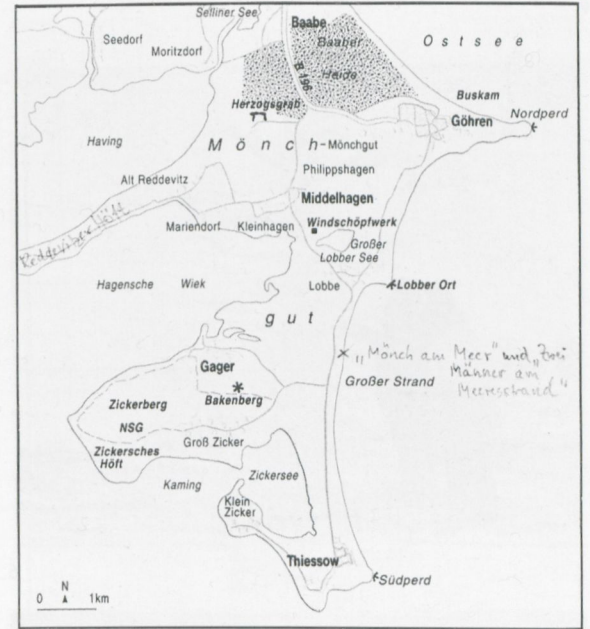 Selliner See
Baabe
Seedorf
Moritzdorf
Baaber
Heide
B 196
Ostsee
Buskam
Nordperd
Herzogsgrab
Göhren
Having
Mönch-
Mönchgut
Philippshagen
Alt Reddevitz
Middelhagen
Reddevitzer Höft
Mariendorf
Kleinhagen
Windschöpfwerk
Großer
Lobber See
Hagensche Wiek
Lobbe
Lobber Ort
gut
x „Mönch am Meer" und „Zwei
Männer am
Meeresstrand"
Gager
Großer Strand
Bakenberg
Zickerberg
NSG
Groß Zicker
Zickersches
Höft
Zickersee
Kaming
Klein
Zicker
Thiessow
Südperd
N
0 1km